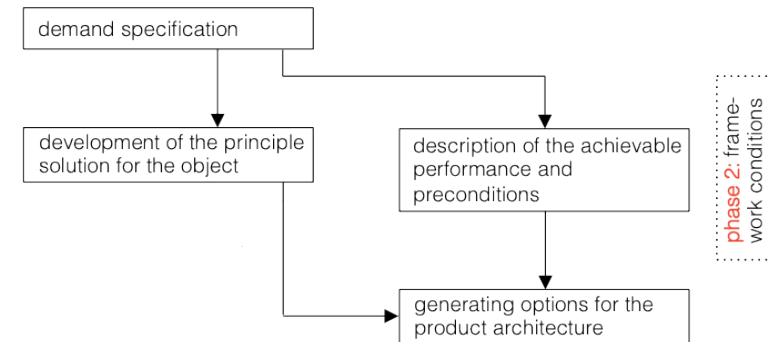 demand specification
development of the principle
solution for the object
description of the achievable
performance and
preconditions
phase 2: frame-
work conditions
generating options for the
product architecture